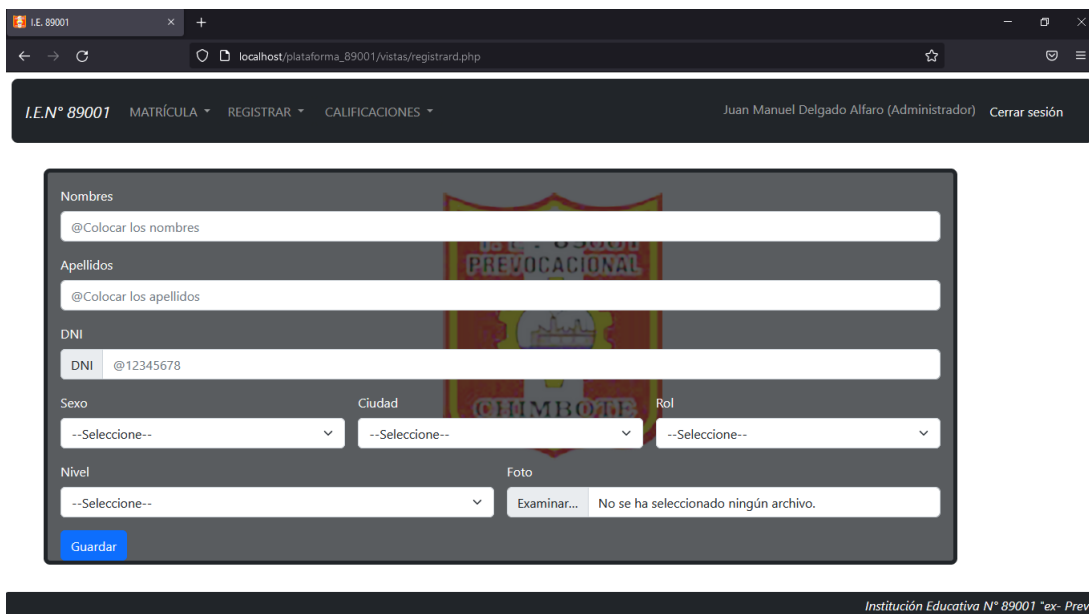 I.E. 89001
localhost/plataforma_89001/vistas/registrard.php
I.E.N° 89001 MATRÍCULA REGISTRAR CALIFICACIONES Juan Manuel Delgado Alfaro (Administrador) Cerrar sesión
Nombres
@Colocar los nombres
I. E. 89001
PREVOCACIONAL
Apellidos
@Colocar los apellidos
DNI
DNI @12345678
CHIMBOTE
Sexo Ciudad Rol
--Seleccione-- --Seleccione-- --Seleccione--
Nivel Foto
--Seleccione-- Examinar... No se ha seleccionado ningún archivo.
Guardar
Institución Educativa N° 89001 "ex- Prev